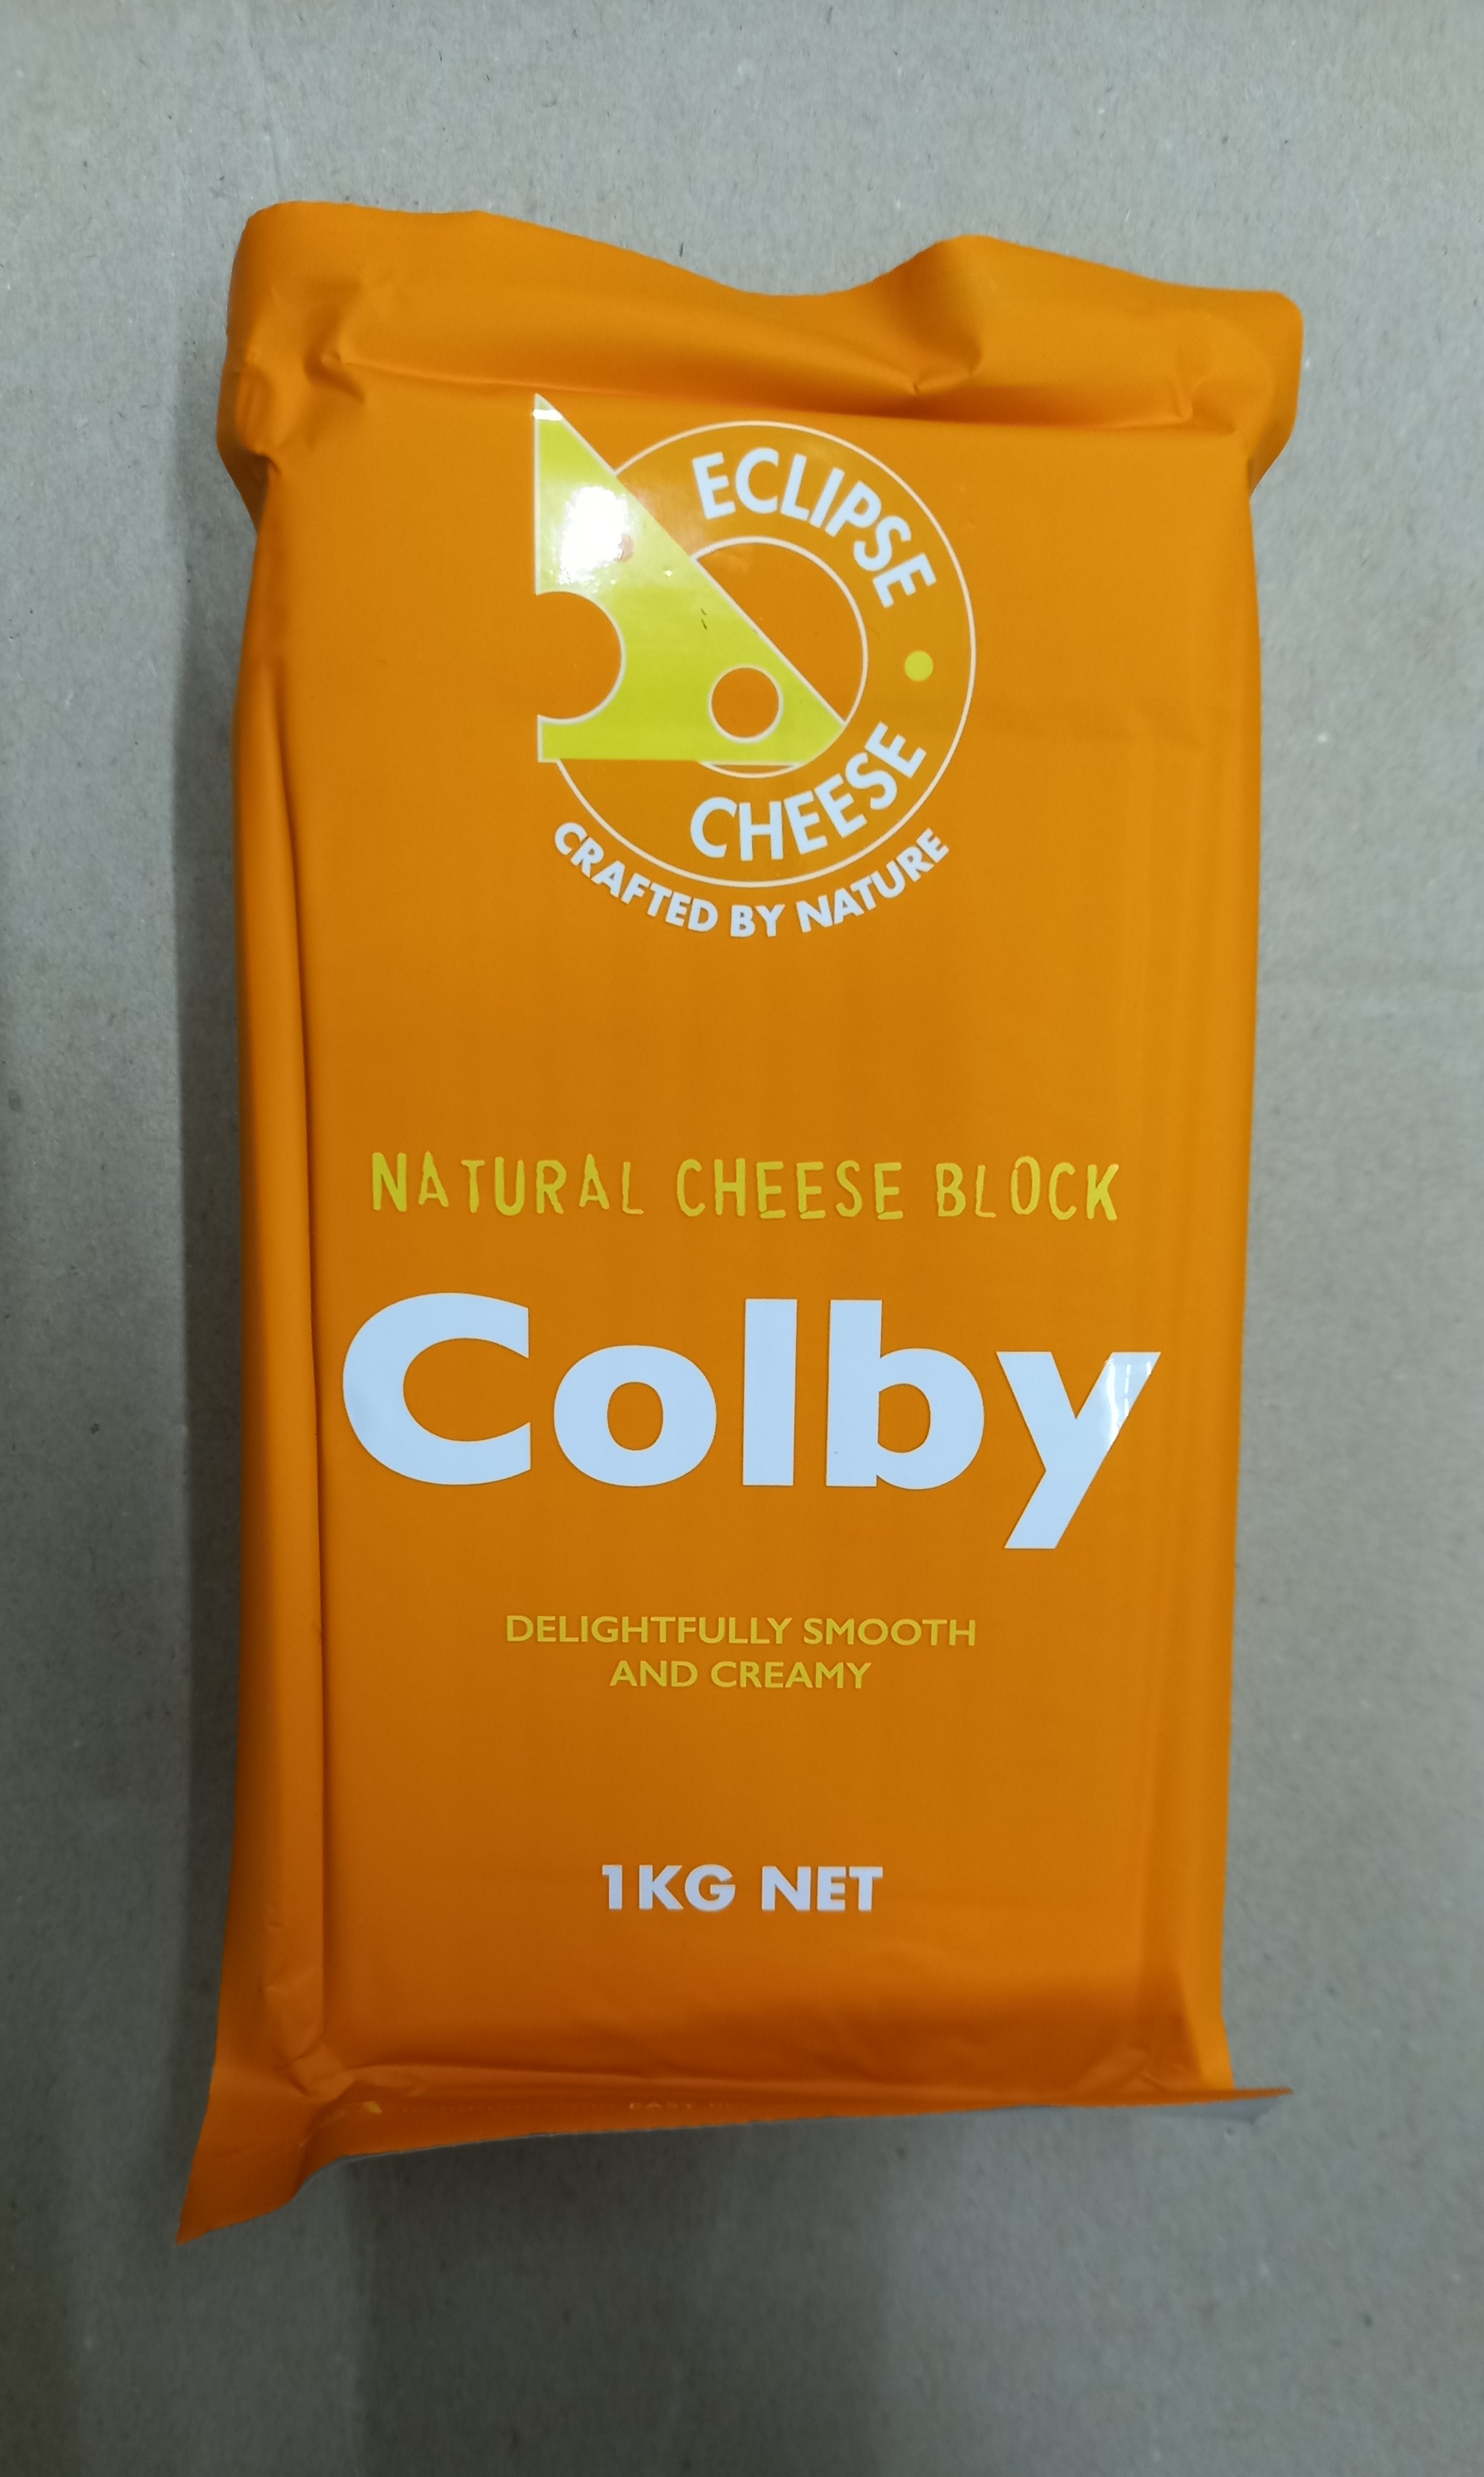 ECLIPSE
CHEESE
CRAFTED BY NATURE
NATURAL CHEESE BLOCK
Colby
DELIGHTFULLY SMOOTH
AND CREAMY
1KG NET